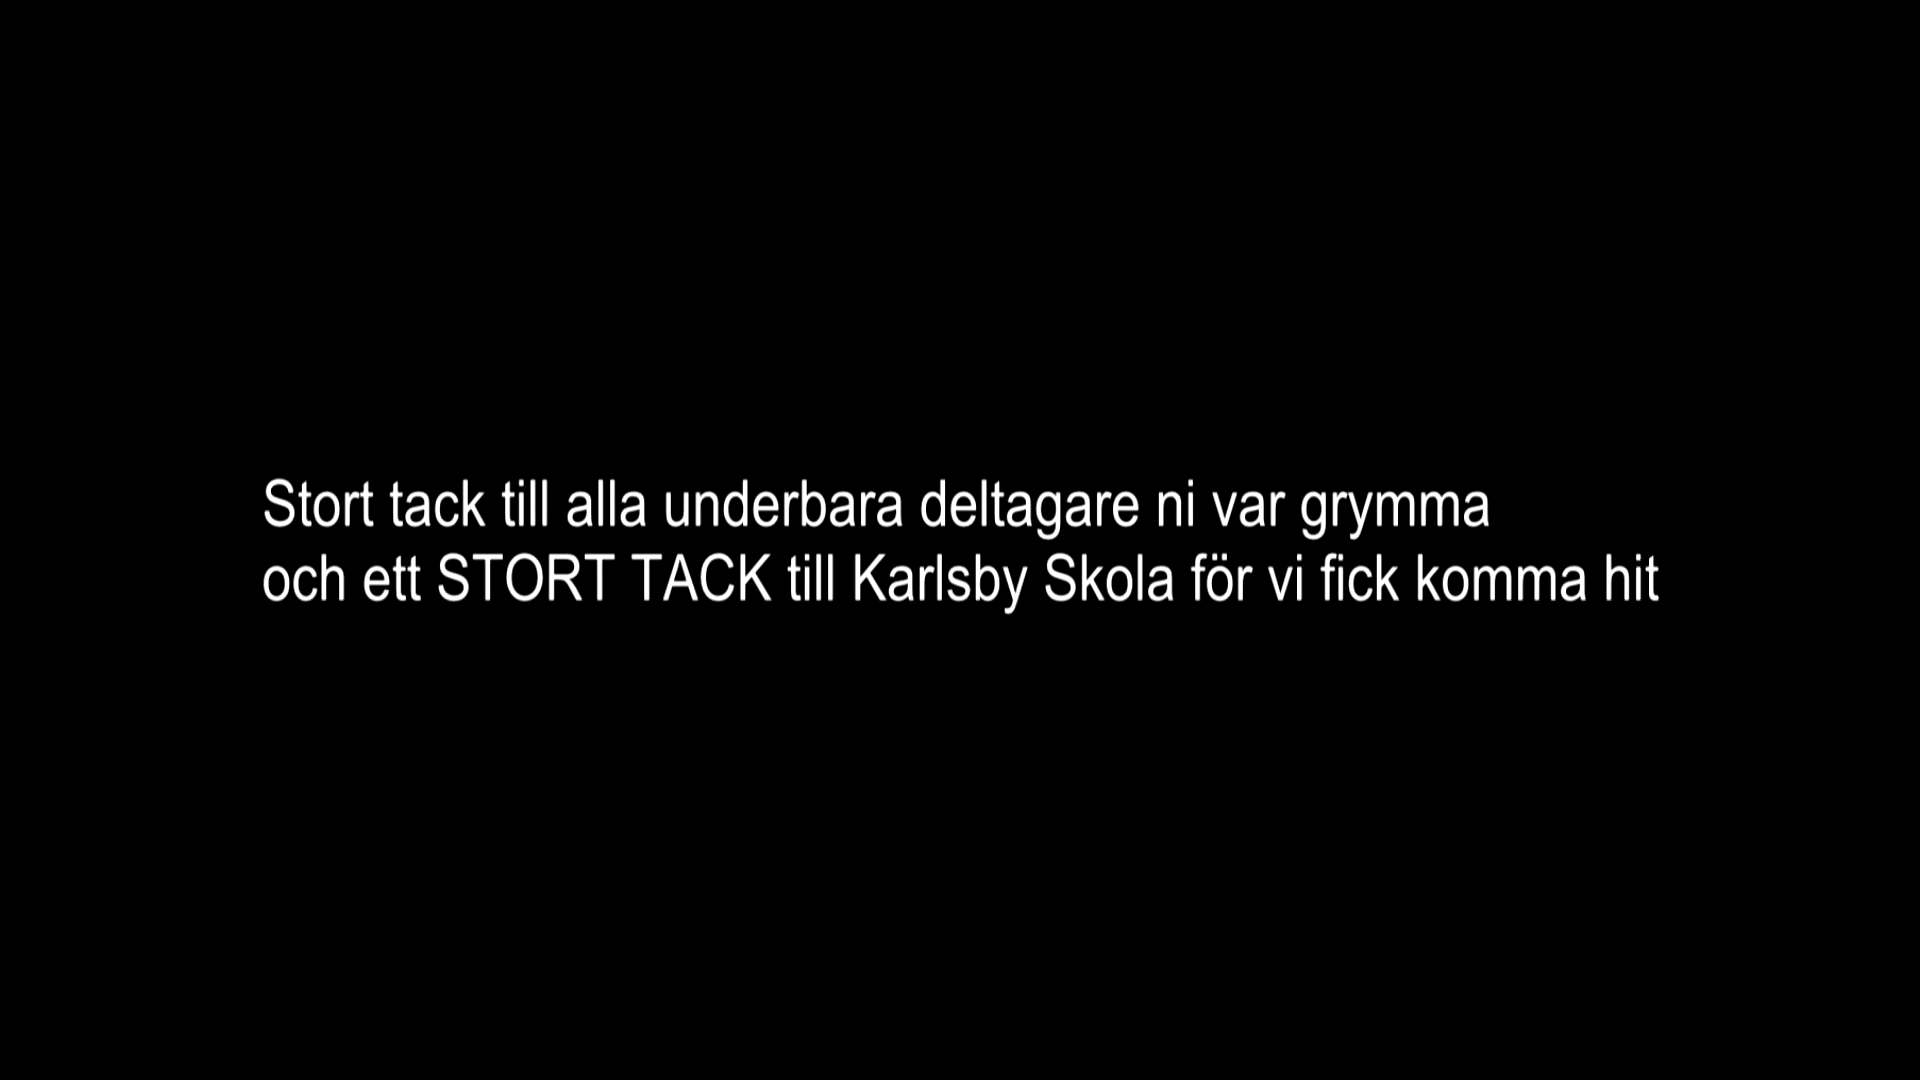 Stort tack till alla underbara deltagare ni var grymma
och ett STORT TACK till Karlsby Skola för vi fick komma hit